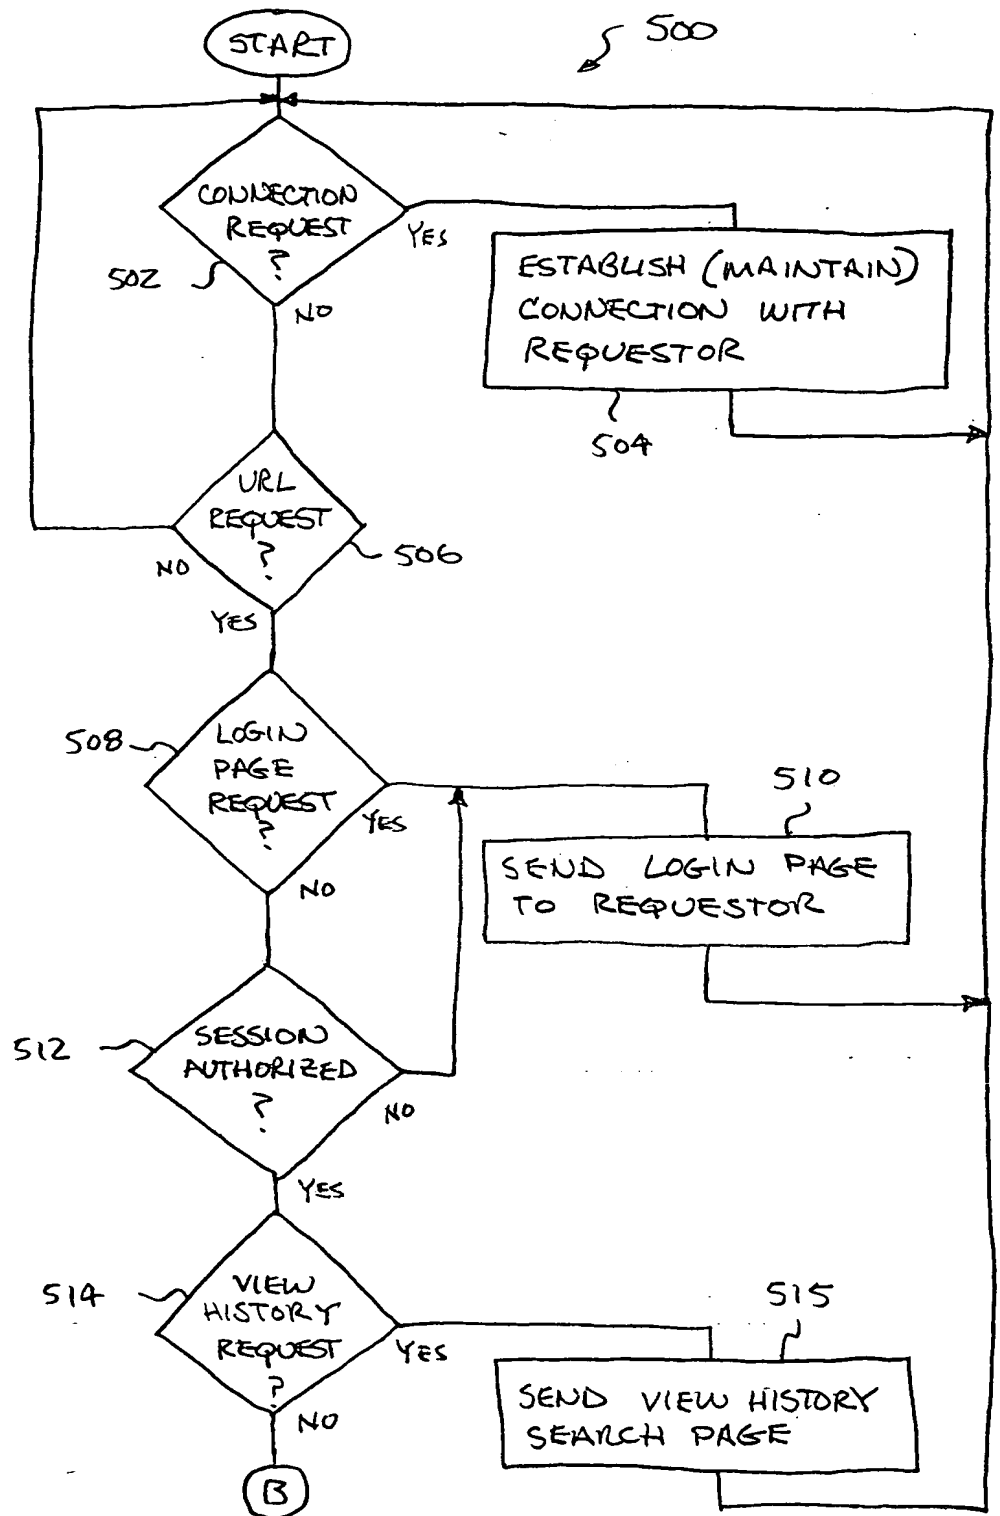 START
500
CONNECTION
REQUEST
?
502
YES
NO
ESTABLISH (MAINTAIN)
CONNECTION WITH
REQUESTOR
504
URL
REQUEST
?
506
NO
YES
508
LOGIN
PAGE
REQUEST
?
YES
NO
510
SEND LOGIN PAGE
TO REQUESTOR
512
SESSION
AUTHORIZED
?
NO
YES
514
VIEW
HISTORY
REQUEST
?
YES
NO
515
SEND VIEW HISTORY
SEARCH PAGE
B